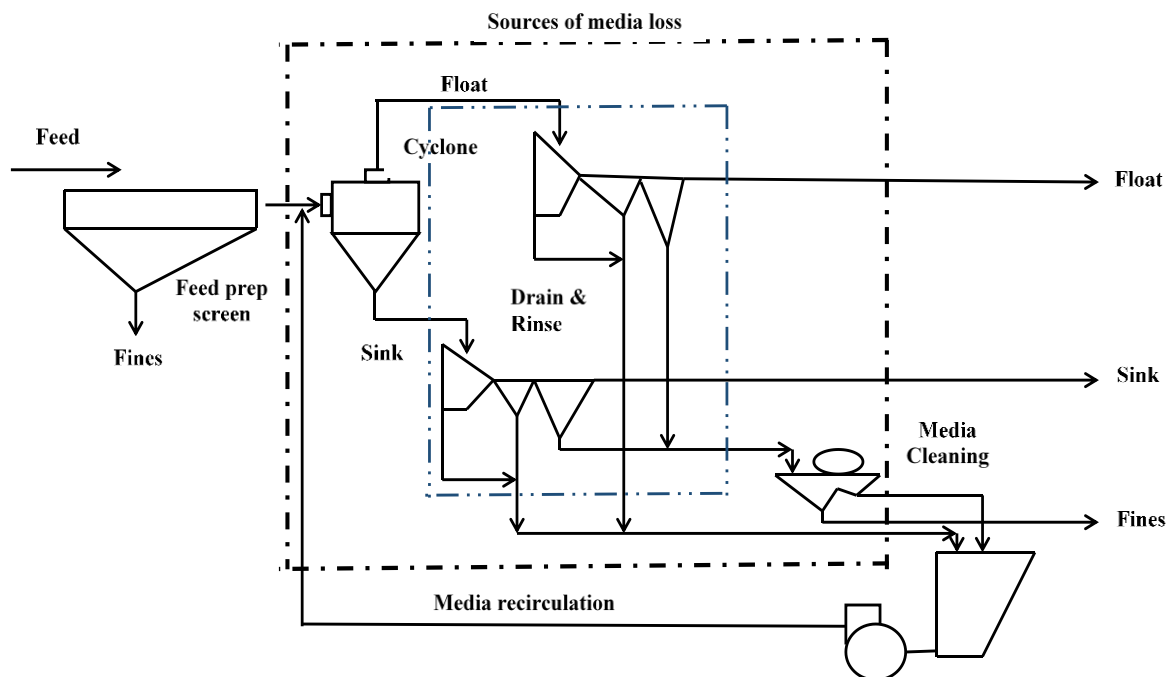 Sources of media loss
Float
Feed
Cyclone
Float
Feed prep
screen
Drain &
Rinse
Fines
Sink
Sink
Media
Cleaning
Fines
Media recirculation